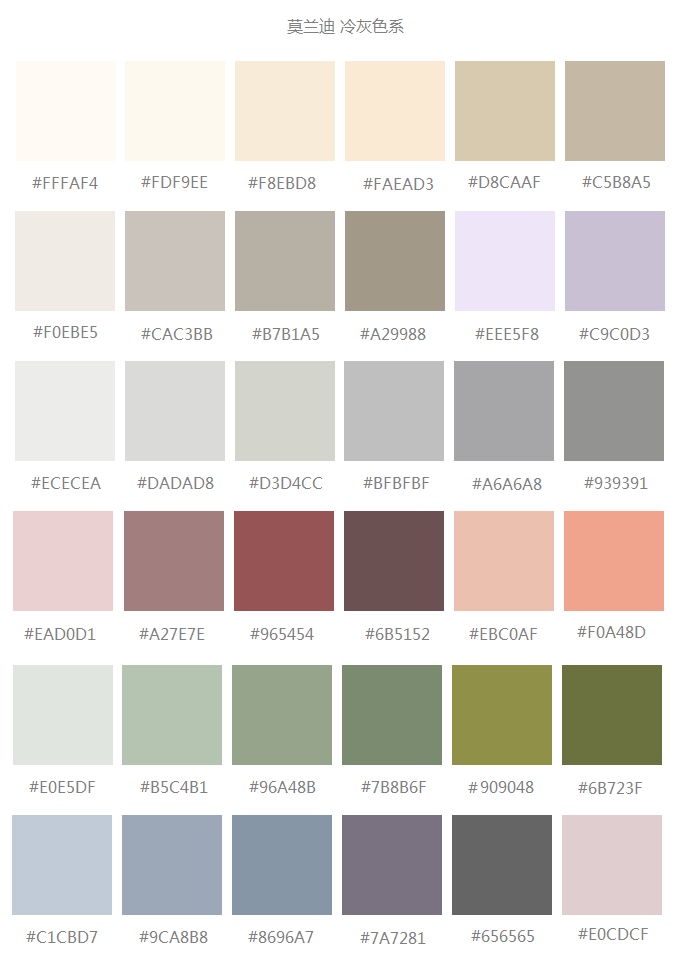 莫兰迪 冷灰色系
#FFFAF4 #FDF9EE #F8EBD8 #FAEAD3 #D8CAAF #C5B8A5
#F0EBE5 #CAC3BB #B7B1A5 #A29988 #EEE5F8 #C9C0D3
#ECECEA #DADAD8 #D3D4CC #BFBFBF #A6A6A8 #939391
#EAD0D1 #A27E7E #965454 #6B5152 #EBC0AF #F0A48D
#E0E5DF #B5C4B1 #96A48B #7B8B6F #909048 #6B723F
#C1CBD7 #9CA8B8 #8696A7 #7A7281 #656565 #E0CDCF